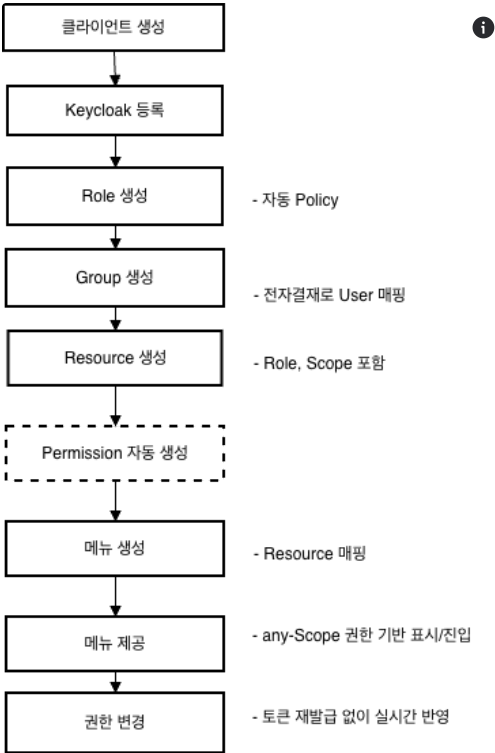 클라이언트 생성
i
Keycloak 등록
Role 생성
- 자동 Policy
Group 생성
- 전자결재로 User 매핑
Resource 생성
- Role, Scope 포함
Permission 자동 생성
메뉴 생성
- Resource 매핑
메뉴 제공
- any-Scope 권한 기반 표시/진입
권한 변경
- 토큰 재발급 없이 실시간 반영